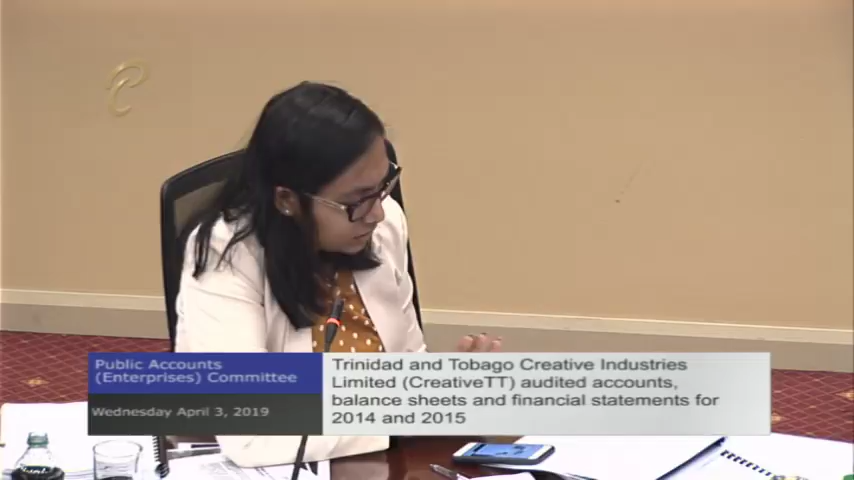 Public Accounts
(Enterprises) Committee
Wednesday April 3, 2019
Trinidad and Tobago Creative Industries
Limited (CreativeTT) audited accounts,
balance sheets and financial statements for
2014 and 2015